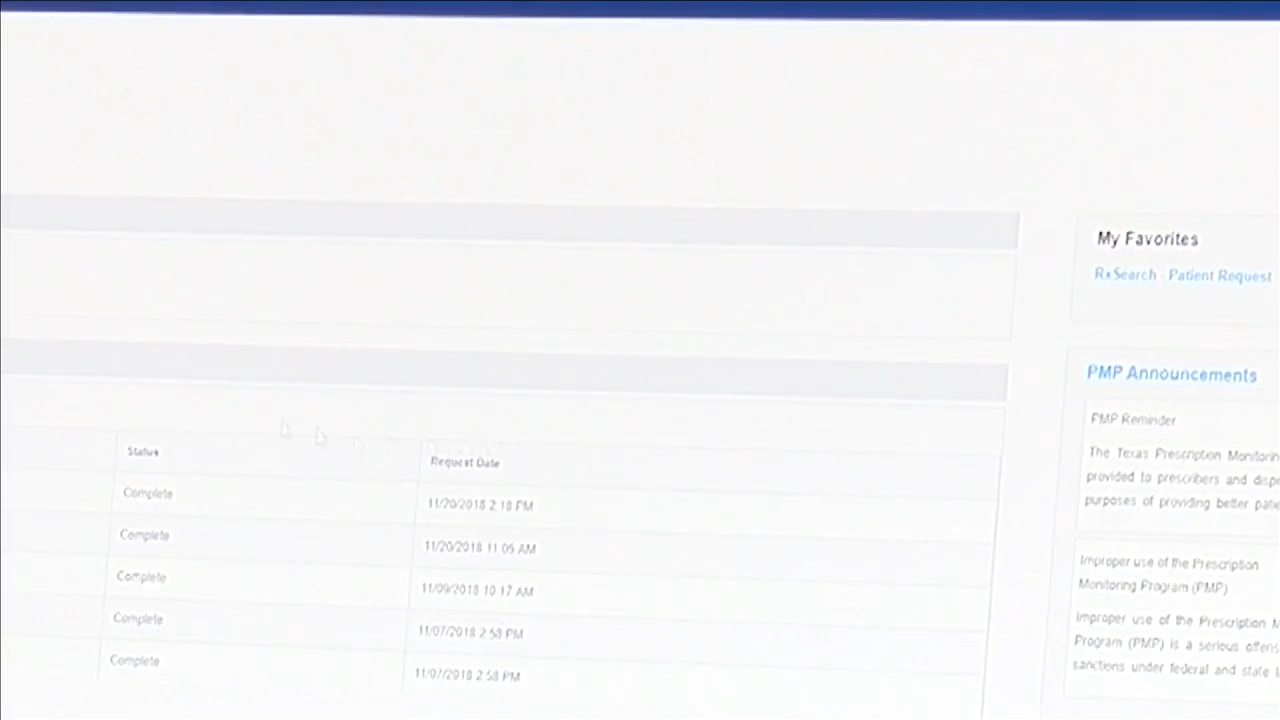 My Favorites
RxSearch - Patient Request
PMP Announcements
PMP Reminder
The Texas Prescription
provided to prescribers and
purposes of providing better
Improper use of the Prescription
Monitoring Program (PMP)
Improper use of the Prescription
Program (PMP) is a serious
sanctions under federal and state
Status
Request Date
Complete
11/20/2018 2:18 PM
Complete
11/20/2018 11:05 AM
Complete
11/09/2018 10:17 AM
Complete
11/07/2018 2:58 PM
Complete
11/07/2018 2:58 PM